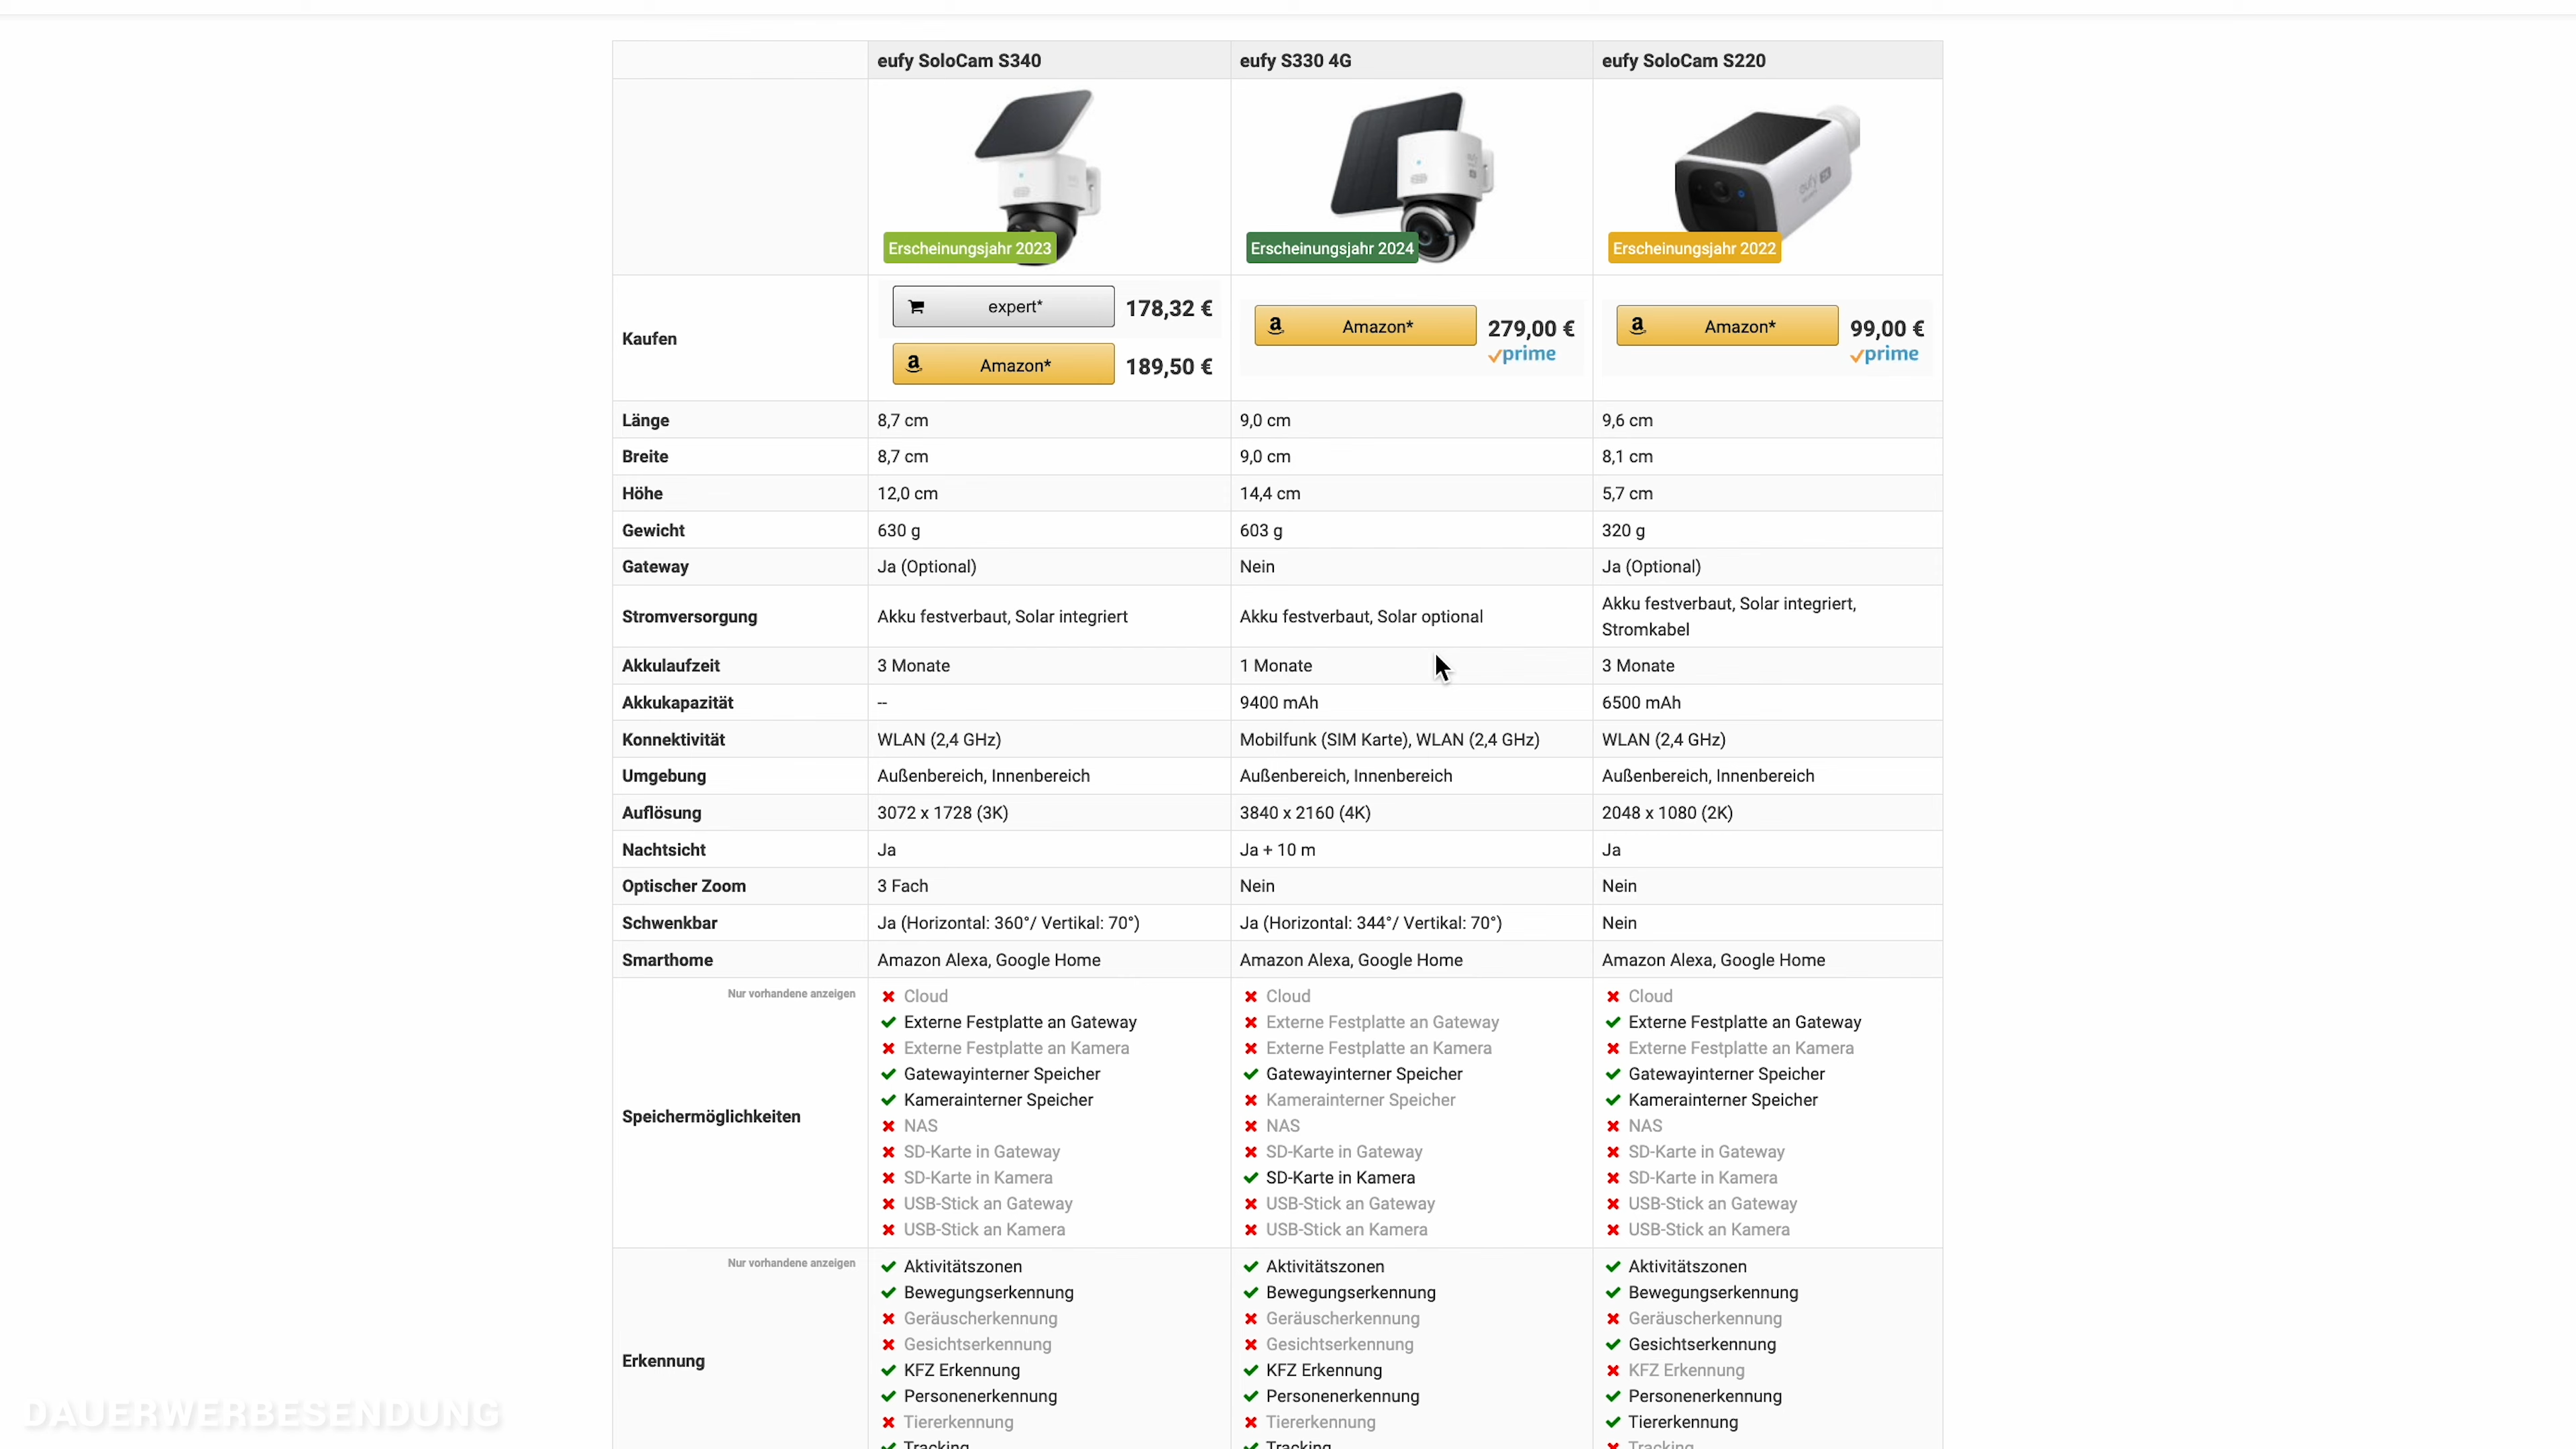 eufy SoloCam S340 eufy S330 4G eufy SoloCam S220
Erscheinungsjahr 2023 Erscheinungsjahr 2024 Erscheinungsjahr 2022
Kaufen
expert* 178,32 €
Amazon* 189,50 €
Amazon* 279,00 €
prime
Amazon* 99,00 €
prime
Länge 8,7 cm 9,0 cm 9,6 cm
Breite 8,7 cm 9,0 cm 8,1 cm
Höhe 12,0 cm 14,4 cm 5,7 cm
Gewicht 630 g 603 g 320 g
Gateway Ja (Optional) Nein Ja (Optional)
Stromversorgung Akku festverbaut, Solar integriert Akku festverbaut, Solar optional Akku festverbaut, Solar integriert,
Stromkabel
Akkulaufzeit 3 Monate 1 Monate 3 Monate
Akkukapazität -- 9400 mAh 6500 mAh
Konnektivität WLAN (2,4 GHz) Mobilfunk (SIM Karte), WLAN (2,4 GHz) WLAN (2,4 GHz)
Umgebung Außenbereich, Innenbereich Außenbereich, Innenbereich Außenbereich, Innenbereich
Auflösung 3072 x 1728 (3K) 3840 x 2160 (4K) 2048 x 1080 (2K)
Nachtsicht Ja Ja + 10 m Ja
Optischer Zoom 3 Fach Nein Nein
Schwenkbar Ja (Horizontal: 360°/ Vertikal: 70°) Ja (Horizontal: 344°/ Vertikal: 70°) Nein
Smarthome Amazon Alexa, Google Home Amazon Alexa, Google Home Amazon Alexa, Google Home
Nur vorhandene anzeigen
Speichermöglichkeiten
Cloud Cloud Cloud
Externe Festplatte an Gateway Externe Festplatte an Gateway Externe Festplatte an Gateway
Externe Festplatte an Kamera Externe Festplatte an Kamera Externe Festplatte an Kamera
Gatewayinterner Speicher Gatewayinterner Speicher Gatewayinterner Speicher
Kamerainterner Speicher Kamerainterner Speicher Kamerainterner Speicher
NAS NAS NAS
SD-Karte in Gateway SD-Karte in Gateway SD-Karte in Gateway
SD-Karte in Kamera SD-Karte in Kamera SD-Karte in Kamera
USB-Stick an Gateway USB-Stick an Gateway USB-Stick an Gateway
USB-Stick an Kamera USB-Stick an Kamera USB-Stick an Kamera
Nur vorhandene anzeigen
Erkennung
Aktivitätszonen Aktivitätszonen Aktivitätszonen
Bewegungserkennung Bewegungserkennung Bewegungserkennung
Geräuscherkennung Geräuscherkennung Geräuscherkennung
Gesichtserkennung Gesichtserkennung Gesichtserkennung
KFZ Erkennung KFZ Erkennung KFZ Erkennung
Personenerkennung Personenerkennung Personenerkennung
Tiererkennung Tiererkennung Tiererkennung
Tracking Tracking Tracking
DAUERWERBESENDUNG